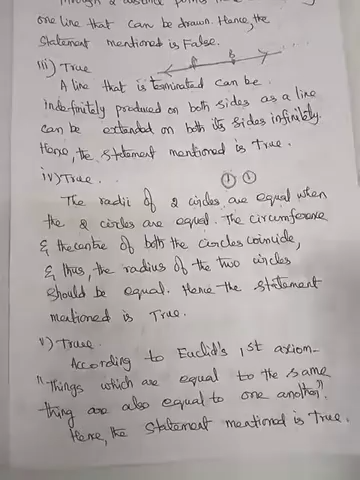 through 2 distinct points
one line that can be drawn. Hence, the
Statement mentioned is False.
iii) True
A B
A line that is terminated can be
indefinitely produced on both sides as a line
can be extended on both its sides infinitely.
Hence, the statement mentioned is True.
iv) True.
The radii of 2 circles are equal when
the 2 circles are equal. The circumference
& the centre of both the circles coincide,
& thus, the radius of the two circles
should be equal. Hence the statement
mentioned is True.
v) True.
According to Euclid's 1st axiom-
"Things which are equal to the same
thing are also equal to one another".
Hence, the statement mentioned is True.